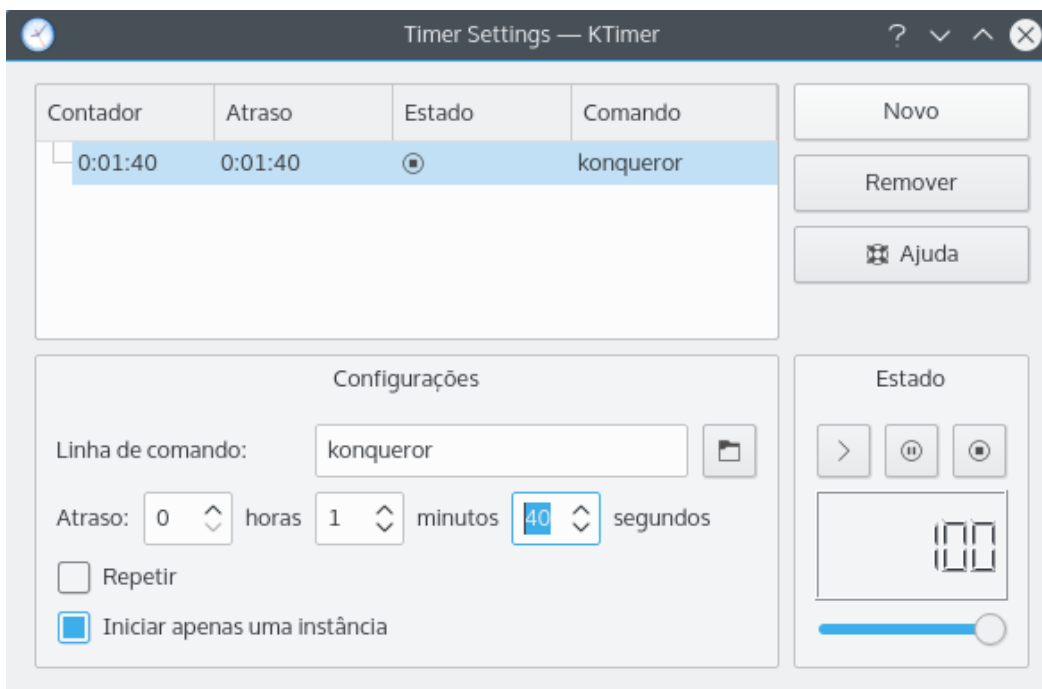 Timer Settings — KTimer
Contador Atraso Estado Comando
0:01:40 0:01:40 konqueror
Novo
Remover
Ajuda
Configurações
Linha de comando: konqueror
Atraso: 0 horas 1 minutos 40 segundos
Repetir
Iniciar apenas uma instância
Estado
100